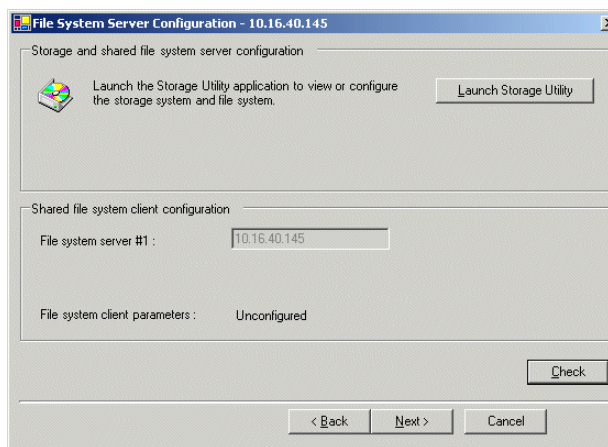 File System Server Configuration - 10.16.40.145
Storage and shared file system server configuration
Launch the Storage Utility application to view or configure
the storage system and file system.
Launch Storage Utility
Shared file system client configuration
File system server #1 :
10.16.40.145
File system client parameters :
Unconfigured
Check
< Back
Next >
Cancel